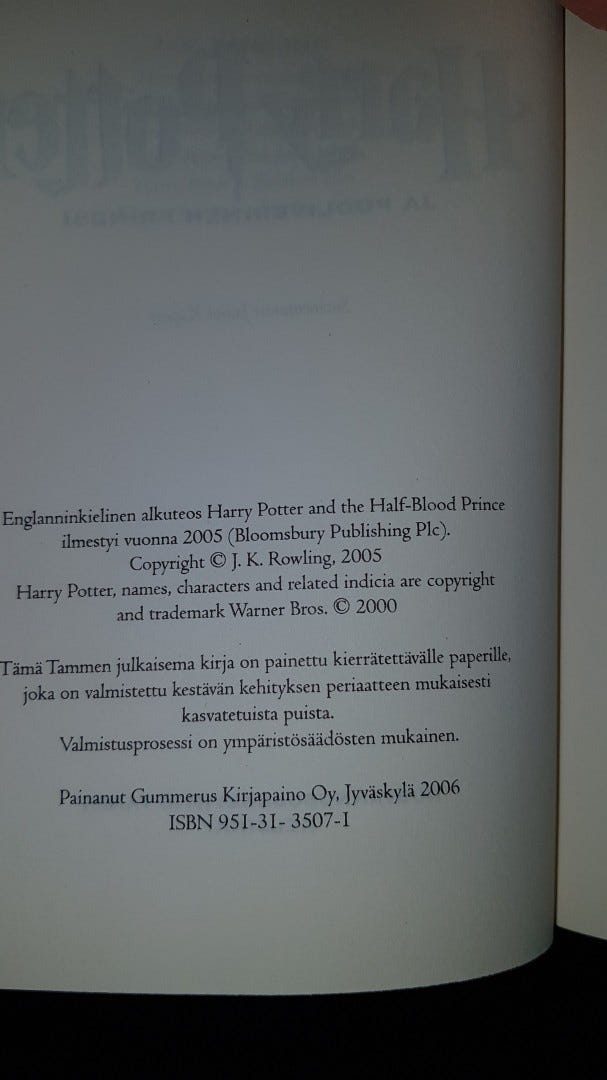 Englanninkielinen alkuteos Harry Potter and the Half-Blood Prince
ilmestyi vuonna 2005 (Bloomsbury Publishing Plc).
Copyright © J. K. Rowling, 2005
Harry Potter, names, characters and related indicia are copyright
and trademark Warner Bros. © 2000
Tämä Tammen julkaisema kirja on painettu kierrätettävälle paperille,
joka on valmistettu kestävän kehityksen periaatteen mukaisesti
kasvatetuista puista.
Valmistusprosessi on ympäristösäädösten mukainen.
Painanut Gummerus Kirjapaino Oy, Jyväskylä 2006
ISBN 951-31- 3507-1